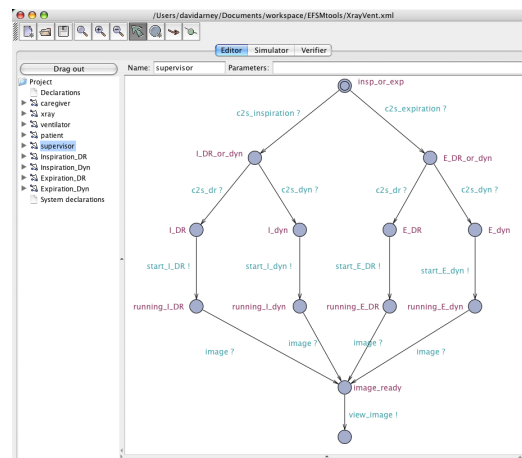 /Users/davidarney/Documents/workspace/EFSMtools/XrayVent.xml
Editor Simulator Verifier
Drag out
Name: supervisor Parameters:
Project
Declarations
caregiver
xray
ventilator
patient
supervisor
Inspiration_DR
Inspiration_Dyn
Expiration_DR
Expiration_Dyn
System declarations
insp_or_exp
c2s_inspiration ? c2s_expiration ?
I_DR_or_dyn E_DR_or_dyn
c2s_dr ? c2s_dyn ? c2s_dr ? c2s_dyn ?
I_DR I_dyn E_DR E_dyn
start_I_DR ! start_I_dyn ! start_E_DR ! start_E_dyn !
running_I_DR running_I_dyn running_E_DR running_E_dyn
image ? image ? image ? image ?
image_ready
view_image !